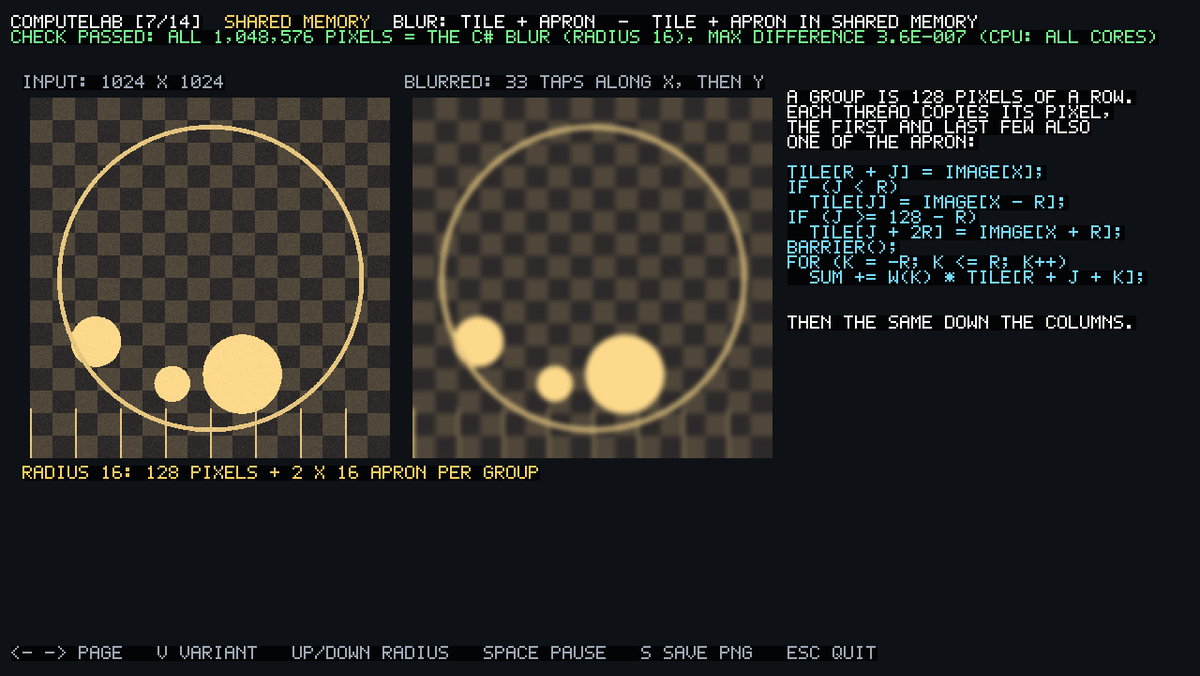 COMPUTELAB [7/14]  SHARED MEMORY  BLUR: TILE + APRON  -  TILE + APRON IN SHARED MEMORY
CHECK PASSED: ALL 1,048,576 PIXELS = THE C# BLUR (RADIUS 16), MAX DIFFERENCE 3.6E-007 (CPU: ALL CORES)
INPUT: 1024 X 1024
BLURRED: 33 TAPS ALONG X, THEN Y
A GROUP IS 128 PIXELS OF A ROW.
EACH THREAD COPIES ITS PIXEL,
THE FIRST AND LAST FEW ALSO
ONE OF THE APRON:
TILE[R + J] = IMAGE[X];
IF (J < R)
  TILE[J] = IMAGE[X - R];
IF (J >= 128 - R)
  TILE[J + 2R] = IMAGE[X + R];
BARRIER();
FOR (K = -R; K <= R; K++)
  SUM += W(K) * TILE[R + J + K];
THEN THE SAME DOWN THE COLUMNS.
RADIUS 16: 128 PIXELS + 2 X 16 APRON PER GROUP
<- -> PAGE   V VARIANT   UP/DOWN RADIUS   SPACE PAUSE   S SAVE PNG   ESC QUIT